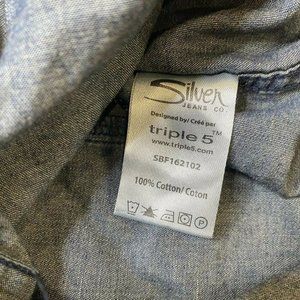 Silver
JEANS CO
Designed by/ Créé par
triple 5™
www.triple5.com
SBF162102
100% Cotton/ Coton
P